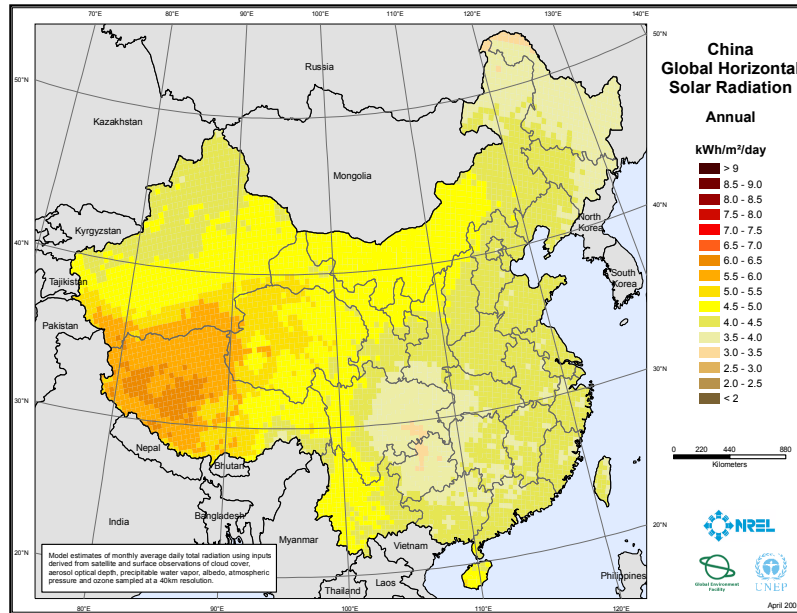 70°E 80°E 90°E 100°E 110°E 120°E 130°E 140°E
50°N
50°N
40°N
40°N
30°N
30°N
20°N
20°N
80°E 90°E 100°E 110°E 120°E
Russia
Kazakhstan
Mongolia
Kyrgyzstan
Tajikistan
Pakistan
North
Korea
South
Korea
Nepal
Bhutan
Bangladesh
India
Myanmar
Vietnam
Laos
Thailand
Philippines
Model estimates of monthly average daily total radiation using inputs
derived from satellite and surface observations of cloud cover,
aerosol optical depth, precipitable water vapor, albedo, atmospheric
pressure and ozone sampled at a 40km resolution.
China
Global Horizontal
Solar Radiation
Annual
kWh/m²/day
> 9
8.5 - 9.0
8.0 - 8.5
7.5 - 8.0
7.0 - 7.5
6.5 - 7.0
6.0 - 6.5
5.5 - 6.0
5.0 - 5.5
4.5 - 5.0
4.0 - 4.5
3.5 - 4.0
3.0 - 3.5
2.5 - 3.0
2.0 - 2.5
< 2
0 220 440 880
Kilometers
NREL
Global Environment
Facility
UNEP
April 200